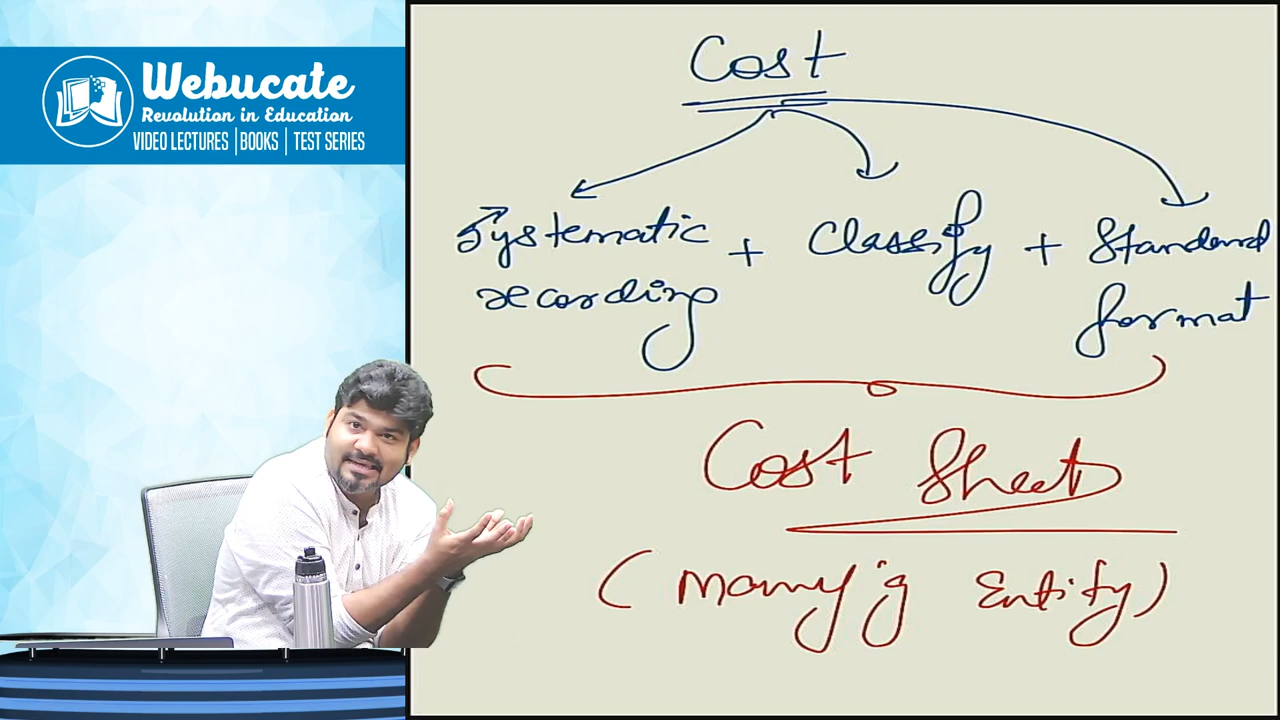 Webucate
Revolution in Education
VIDEO LECTURES | BOOKS | TEST SERIES
Cost
Systematic + Classify + Standard
recording format
Cost Sheet
(Manuf'g Entity)